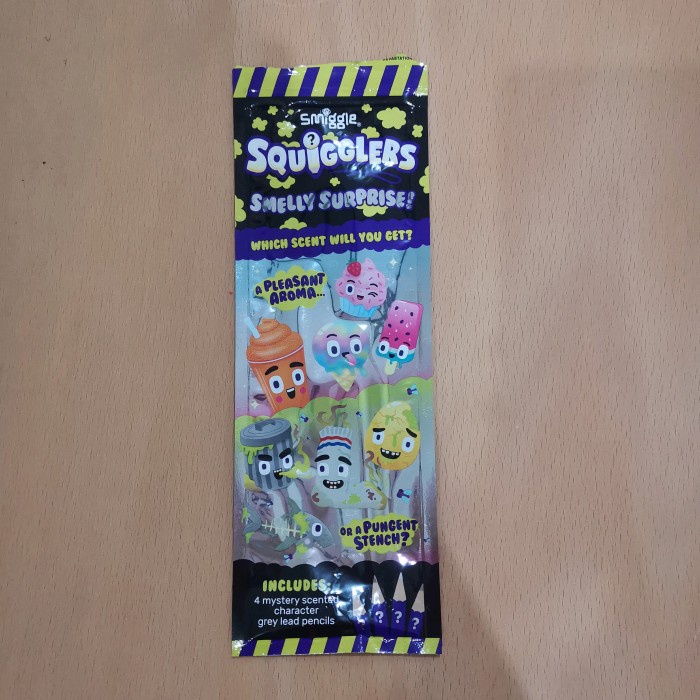 Smiggle
?
SQUIGGLERS
SMELLY SURPRISE!
WHICH SCENT WILL YOU GET?
A PLEASANT
AROMA...
OR A PUNGENT
STENCH?
INCLUDES:
4 mystery scented
character
grey lead pencils
? ? ? ?